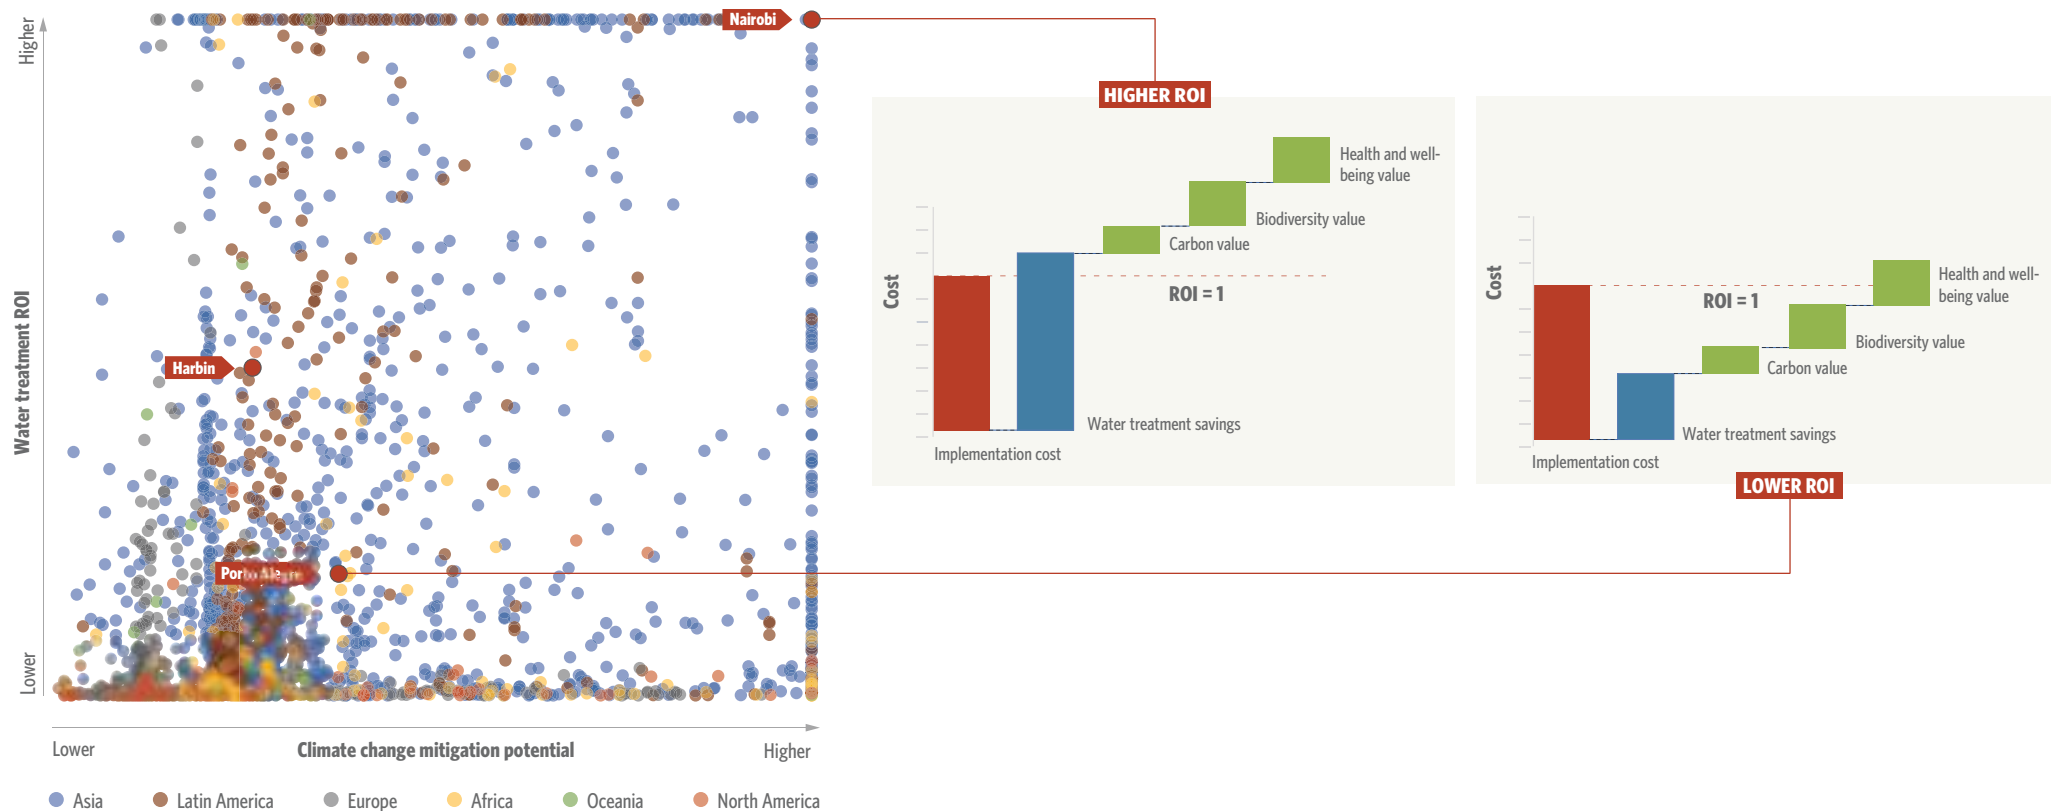 Higher
Water treatment ROI
Lower
Nairobi
Harbin
Lower
Climate change mitigation potential
Higher
Asia
Latin America
Europe
Africa
Oceania
North America
HIGHER ROI
Cost
ROI = 1
Health and well-
being value
Biodiversity value
Carbon value
Water treatment savings
Implementation cost
Cost
ROI = 1
Health and well-
being value
Biodiversity value
Carbon value
Water treatment savings
Implementation cost
LOWER ROI